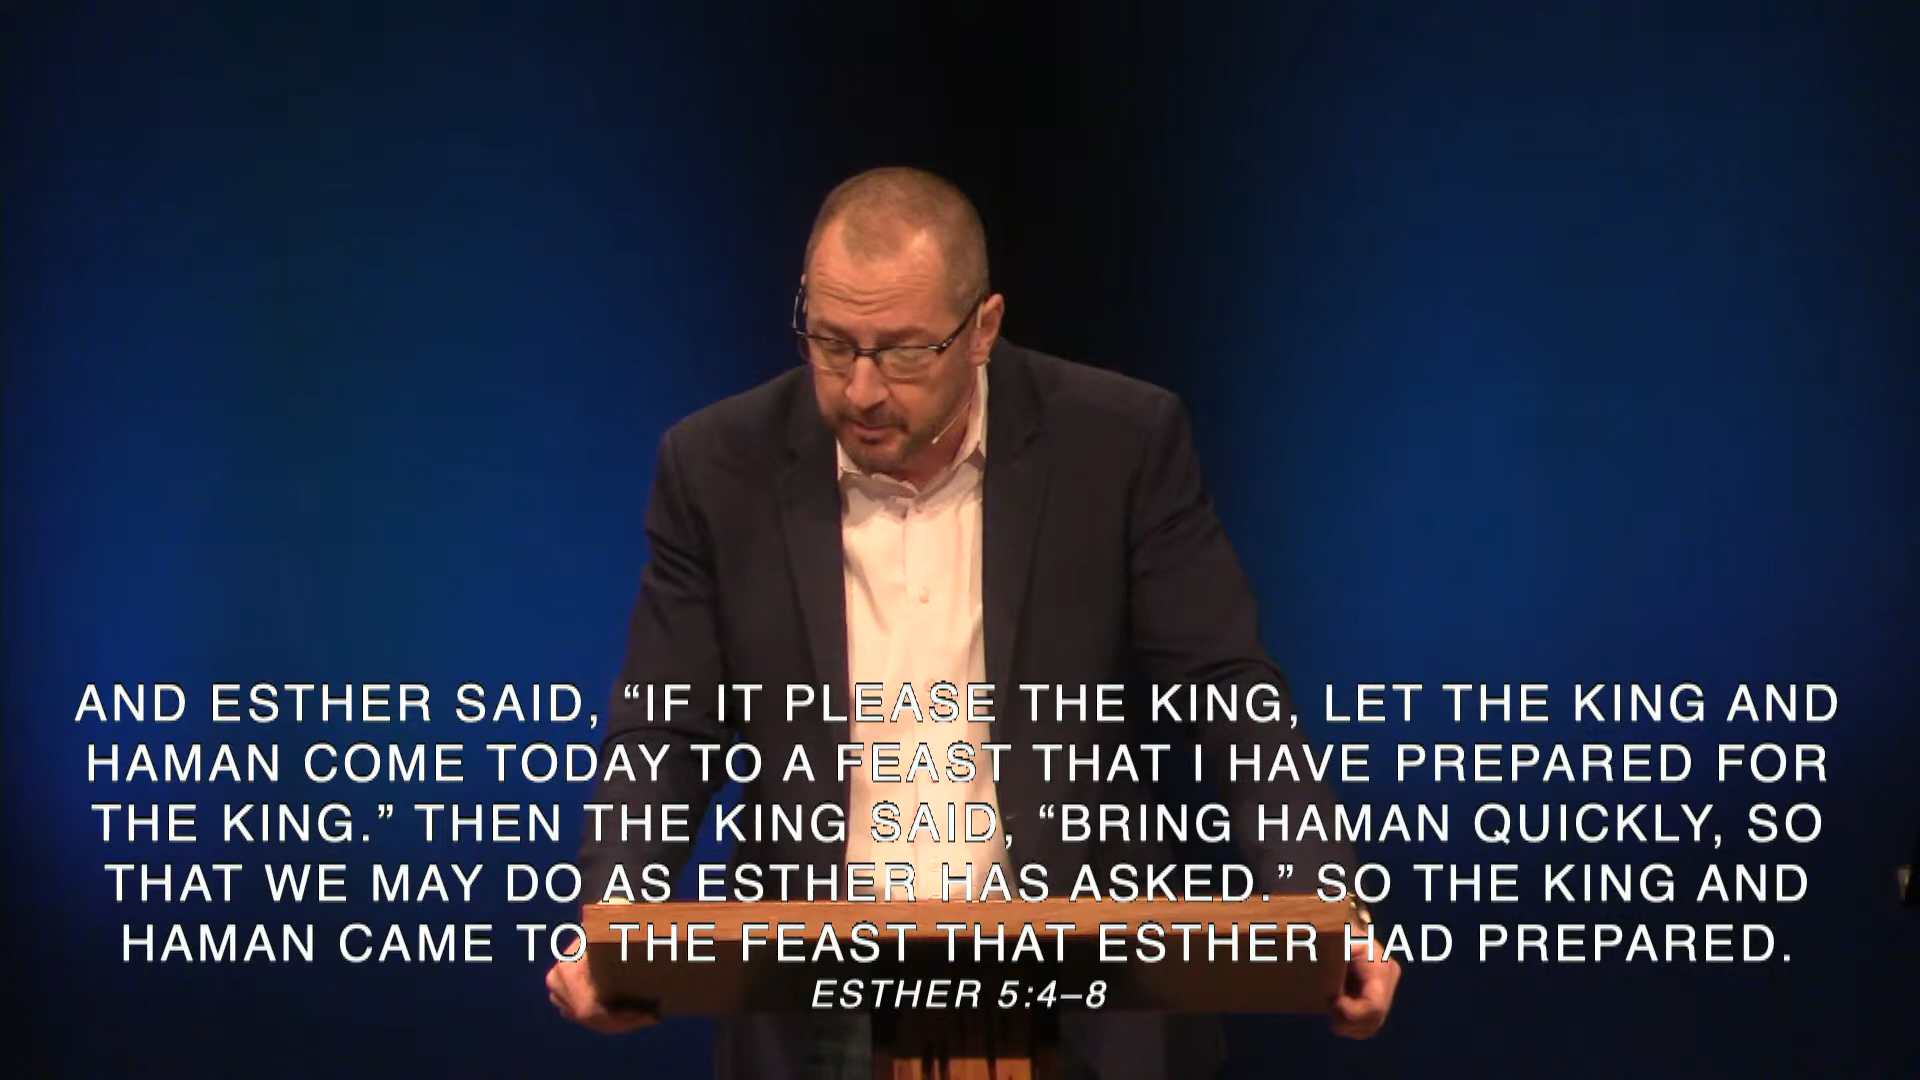 AND ESTHER SAID, “IF IT PLEASE THE KING, LET THE KING AND
HAMAN COME TODAY TO A FEAST THAT I HAVE PREPARED FOR
THE KING.” THEN THE KING SAID, “BRING HAMAN QUICKLY, SO
THAT WE MAY DO AS ESTHER HAS ASKED.” SO THE KING AND
HAMAN CAME TO THE FEAST THAT ESTHER HAD PREPARED.
ESTHER 5:4–8